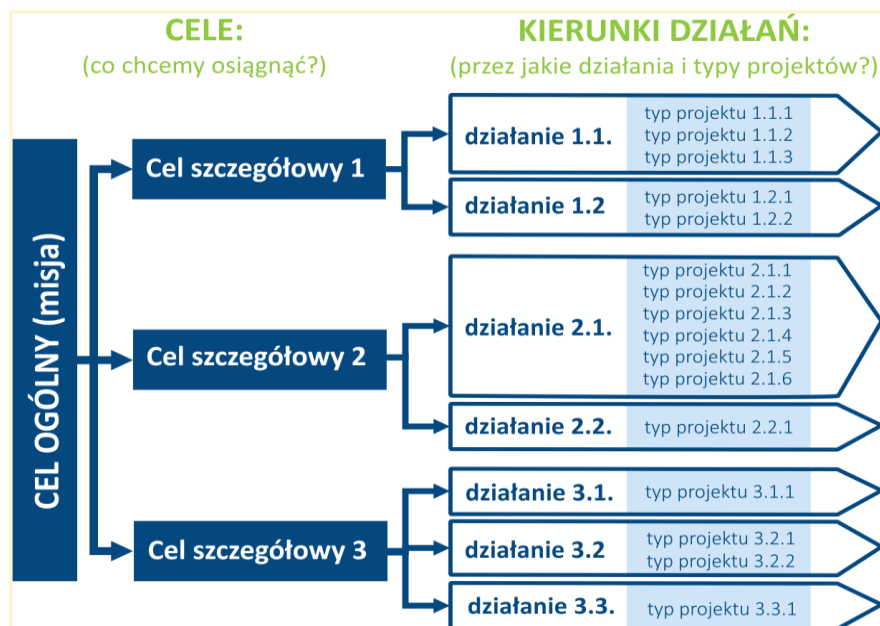 CELE:
(co chcemy osiągnąć?)
KIERUNKI DZIAŁAŃ:
(przez jakie działania i typy projektów?)
CEL OGÓLNY (misja)
Cel szczegółowy 1
działanie 1.1.
typ projektu 1.1.1
typ projektu 1.1.2
typ projektu 1.1.3
działanie 1.2
typ projektu 1.2.1
typ projektu 1.2.2
Cel szczegółowy 2
działanie 2.1.
typ projektu 2.1.1
typ projektu 2.1.2
typ projektu 2.1.3
typ projektu 2.1.4
typ projektu 2.1.5
typ projektu 2.1.6
działanie 2.2.
typ projektu 2.2.1
Cel szczegółowy 3
działanie 3.1.
typ projektu 3.1.1
działanie 3.2
typ projektu 3.2.1
typ projektu 3.2.2
działanie 3.3.
typ projektu 3.3.1